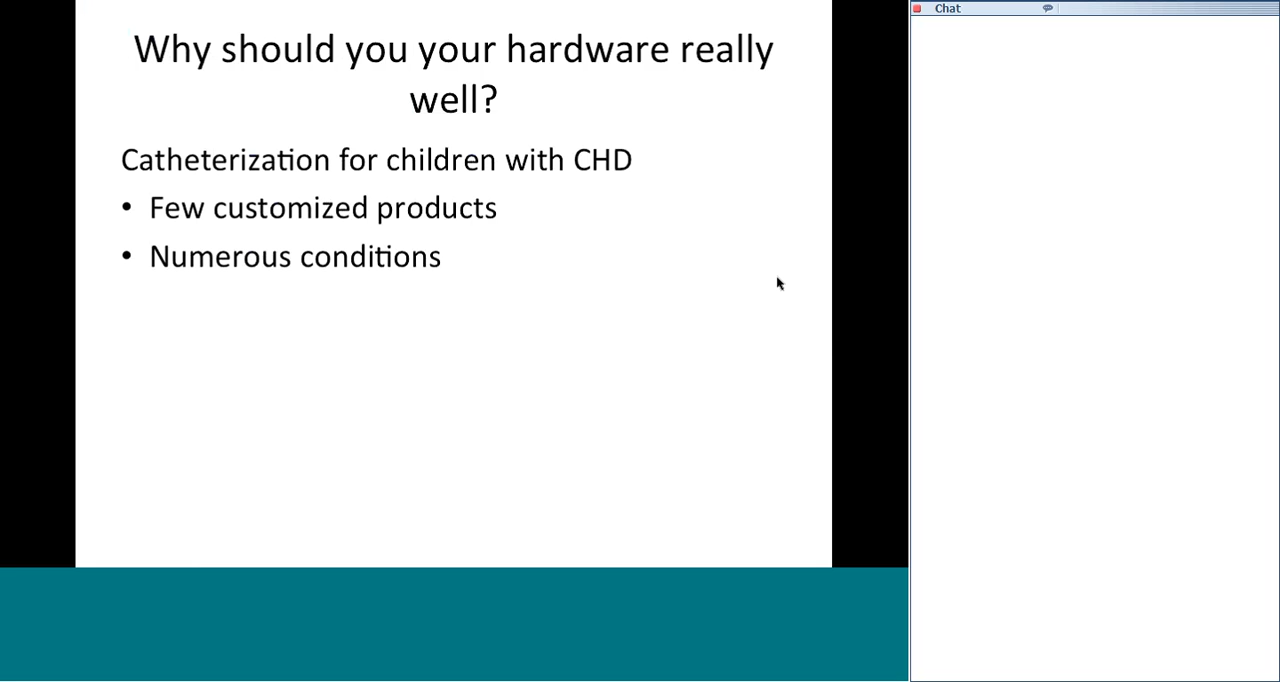 Why should you your hardware really
well?
Catheterization for children with CHD
• Few customized products
• Numerous conditions
Chat